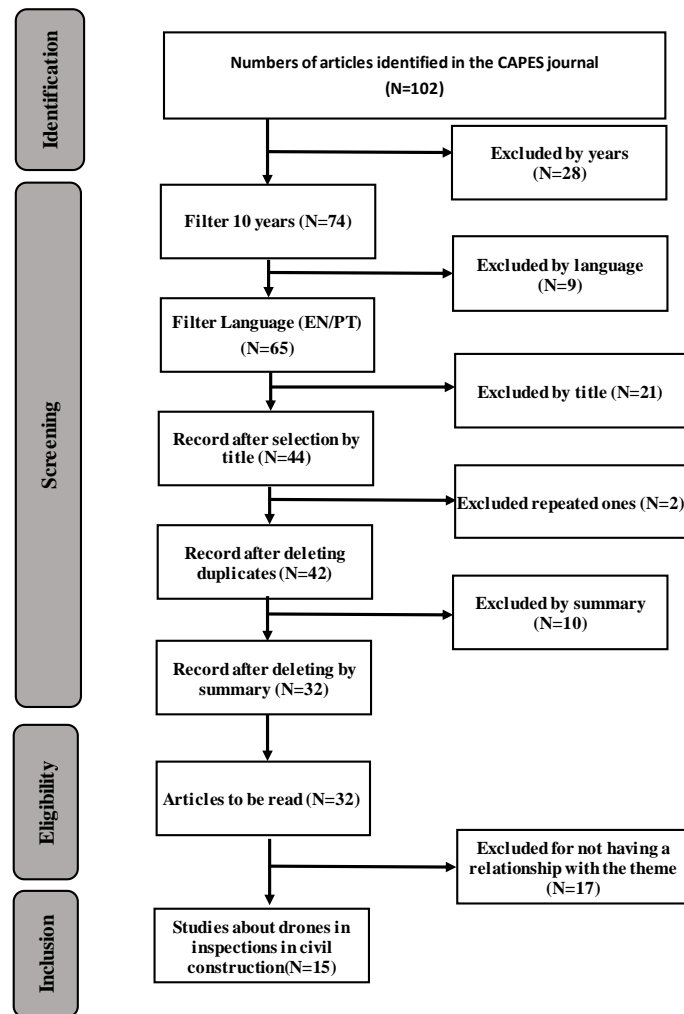 Identification
Numbers of articles identified in the CAPES journal
(N=102)
Excluded by years
(N=28)
Screening
Filter 10 years (N=74)
Excluded by language
(N=9)
Filter Language (EN/PT)
(N=65)
Excluded by title (N=21)
Record after selection by
title (N=44)
Excluded repeated ones (N=2)
Record after deleting
duplicates (N=42)
Excluded by summary
(N=10)
Record after deleting by
summary (N=32)
Eligibility
Articles to be read (N=32)
Excluded for not having a
relationship with the theme
(N=17)
Inclusion
Studies about drones in
inspections in civil
construction(N=15)